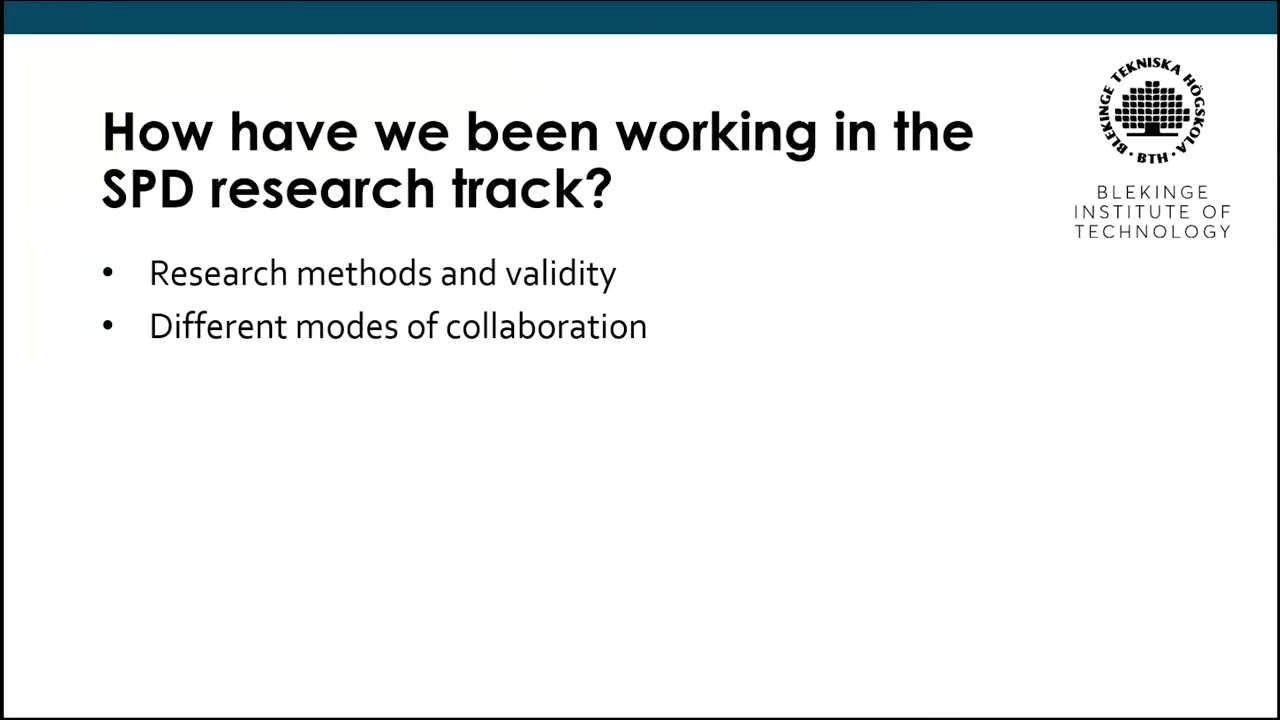 How have we been working in the
SPD research track?
• Research methods and validity
• Different modes of collaboration
BLEKINGE TEKNISKA HÖGSKOLA
· BTH ·
BLEKINGE
INSTITUTE OF
TECHNOLOGY